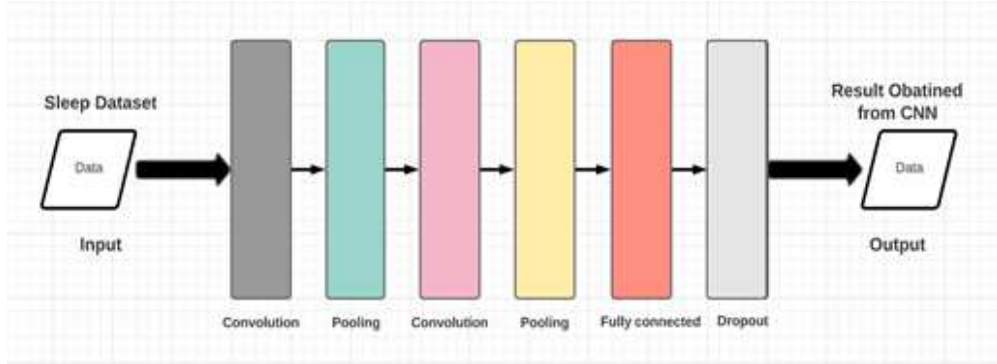 Sleep Dataset
Data
Input
Convolution
Pooling
Convolution
Pooling
Fully connected
Dropout
Result Obatined
from CNN
Data
Output